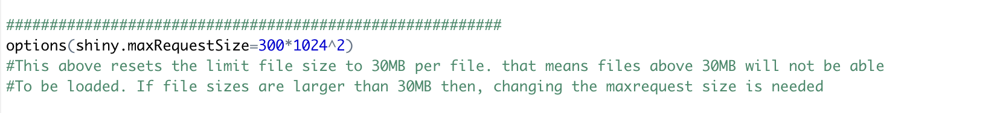 #########################################################
options(shiny.maxRequestSize=300*1024^2)
#This above resets the limit file size to 30MB per file. that means files above 30MB will not be able
#To be loaded. If file sizes are larger than 30MB then, changing the maxrequest size is needed